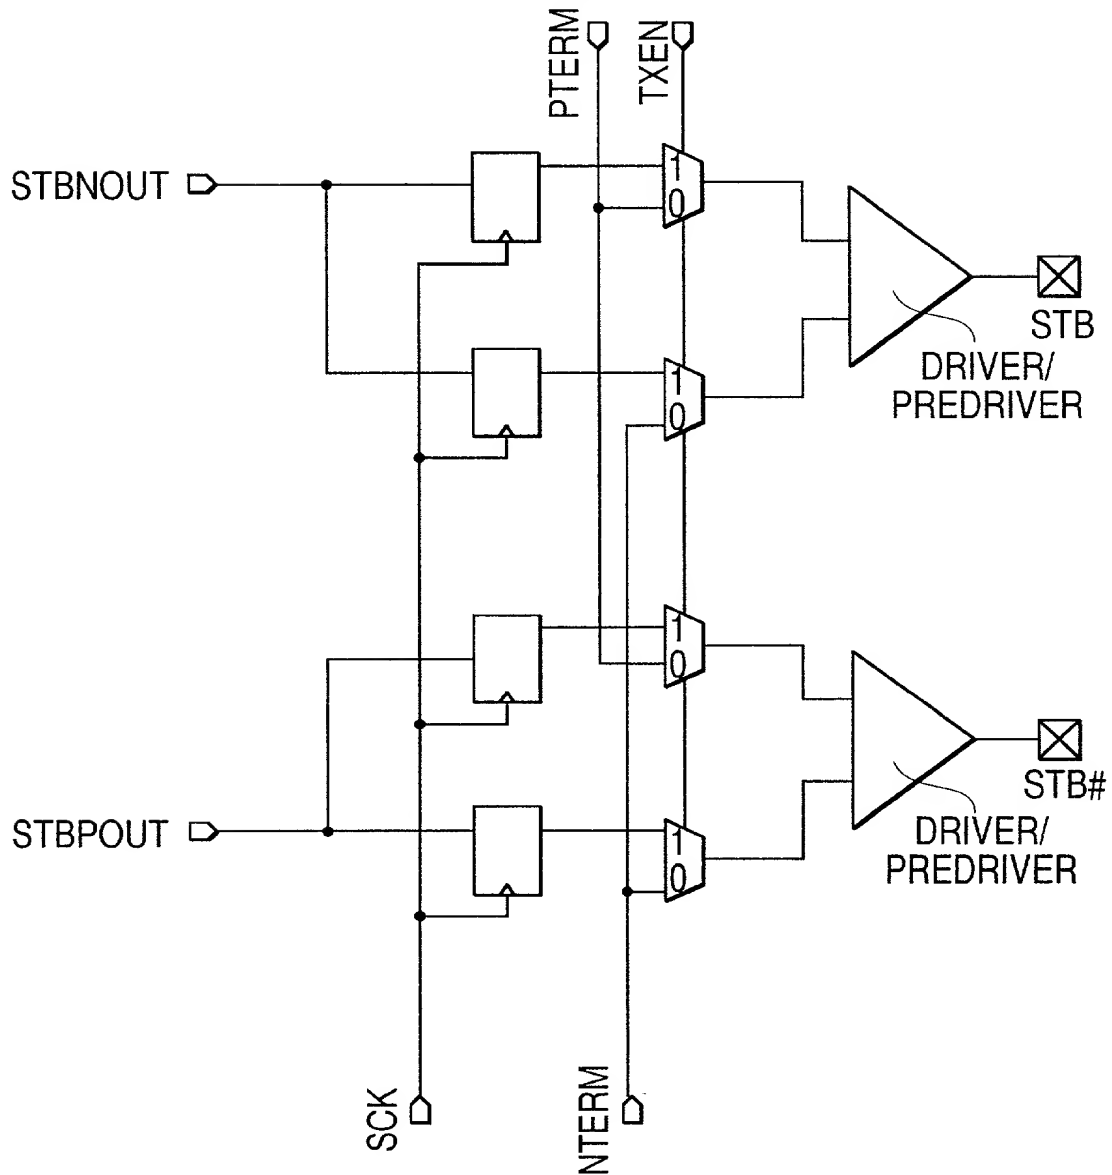 PTERM
TXEN
STBNOUT
1
0
STB
DRIVER/
PREDRIVER
1
0
1
0
STB#
STBPOUT
DRIVER/
PREDRIVER
1
0
SCK
NTERM